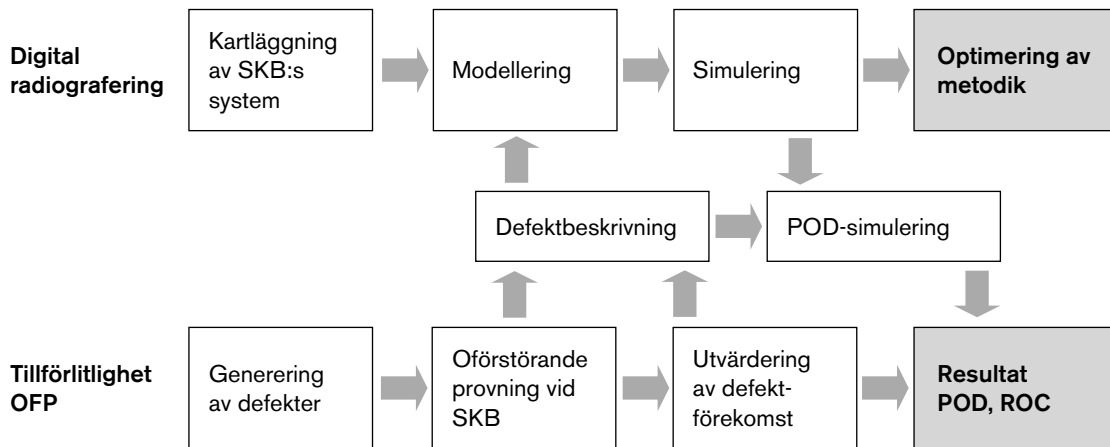 Digital
radiografering
Kartläggning
av SKB:s
system
Modellering
Simulering
Optimering av
metodik
Defektbeskrivning
POD-simulering
Tillförlitlighet
OFP
Generering
av defekter
Oförstörande
provning vid
SKB
Utvärdering
av defekt-
förekomst
Resultat
POD, ROC